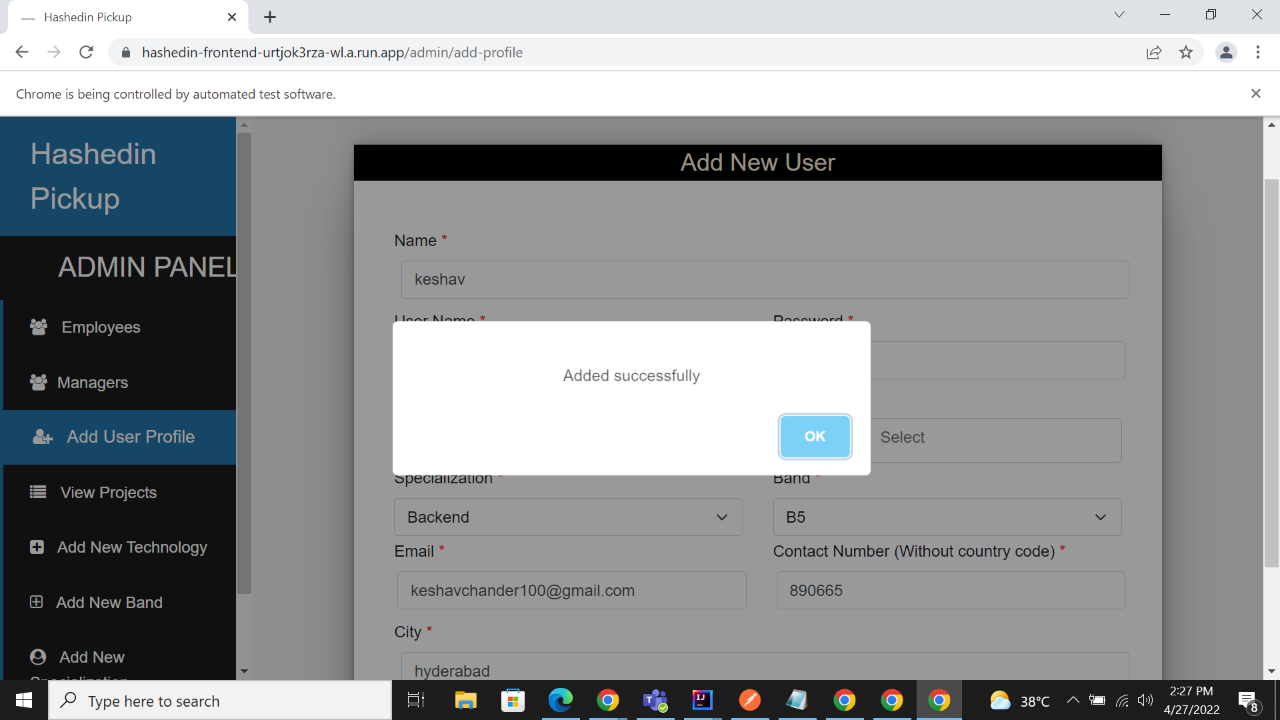 Hashedin Pickup
hashedin-frontend-urtjok3rza-wl.a.run.app/admin/add-profile
Chrome is being controlled by automated test software.
Hashedin
Pickup
ADMIN PANEL
Employees
Managers
Add User Profile
View Projects
Add New Technology
Add New Band
Add New
Specialization
Add New User
Name *
keshav
User Name *
Password *
Added successfully
OK
Select
Specialization *
Band *
Backend
B5
Email *
Contact Number (Without country code) *
keshavchander100@gmail.com
890665
City *
hyderabad
Type here to search
38°C
2:27 PM
4/27/2022
8